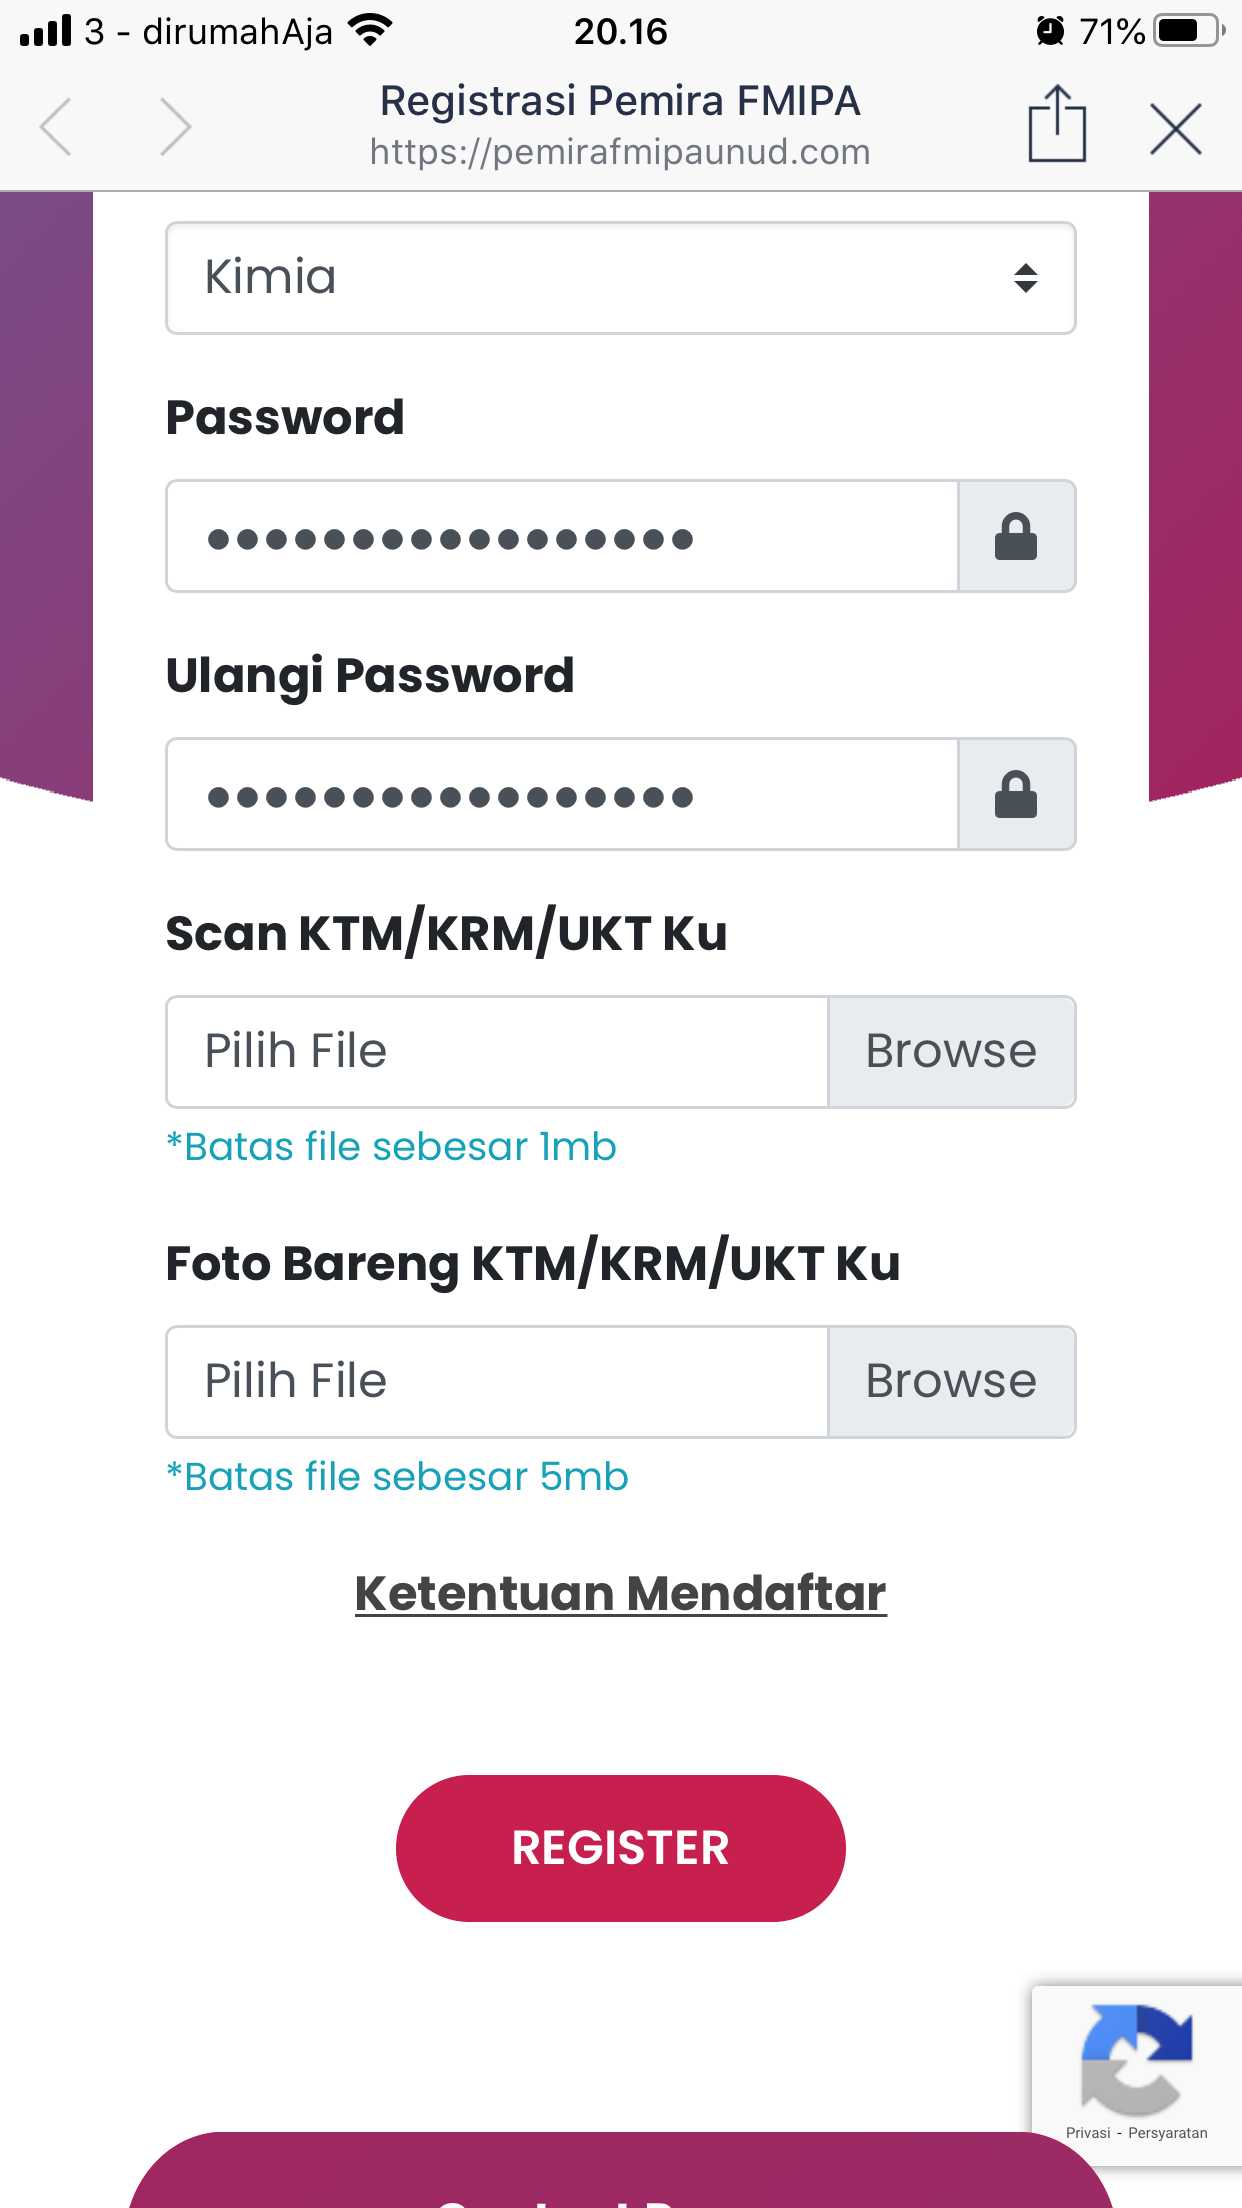 3 - dirumahAja
20.16
71%
Registrasi Pemira FMIPA
https://pemirafmipaunud.com
Kimia
Password
Ulangi Password
Scan KTM/KRM/UKT Ku
Pilih File
Browse
*Batas file sebesar 1mb
Foto Bareng KTM/KRM/UKT Ku
Pilih File
Browse
*Batas file sebesar 5mb
Ketentuan Mendaftar
REGISTER
Privasi - Persyaratan